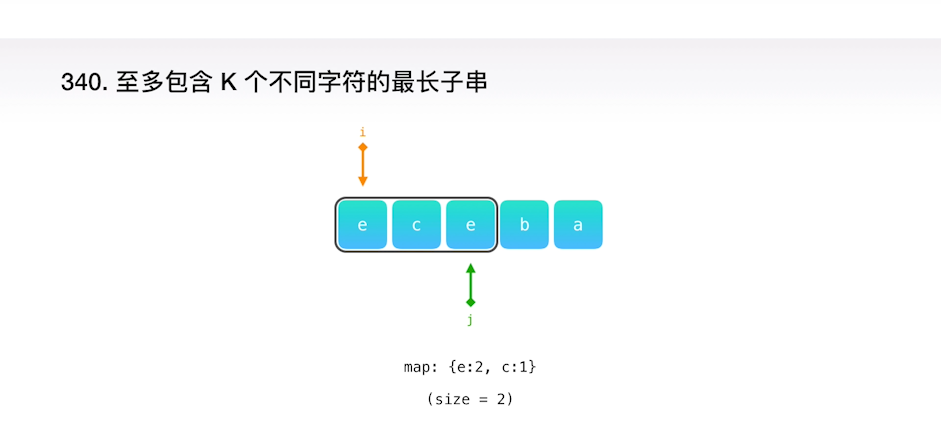 340. 至多包含 K 个不同字符的最长子串
i
e c e b a
j
map: {e:2, c:1}
(size = 2)